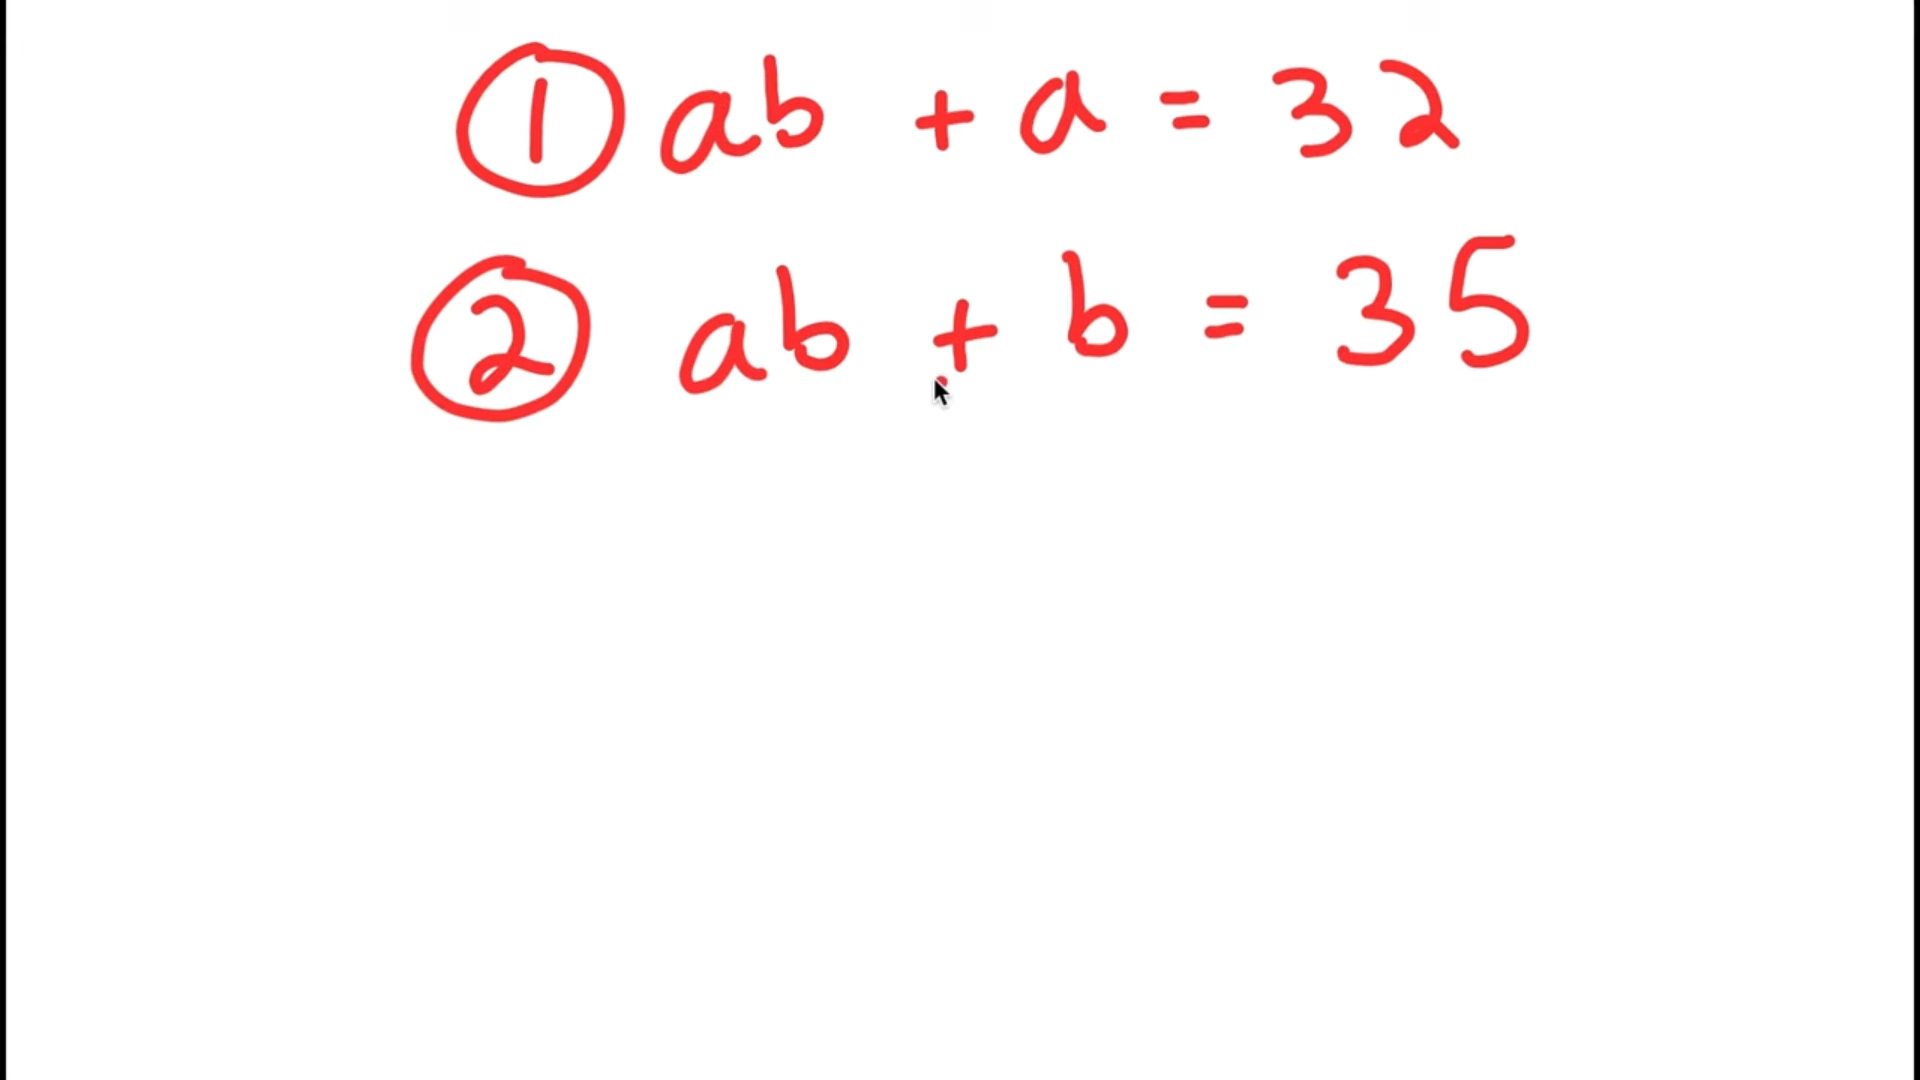 ① ab + a = 32
② ab + b = 35